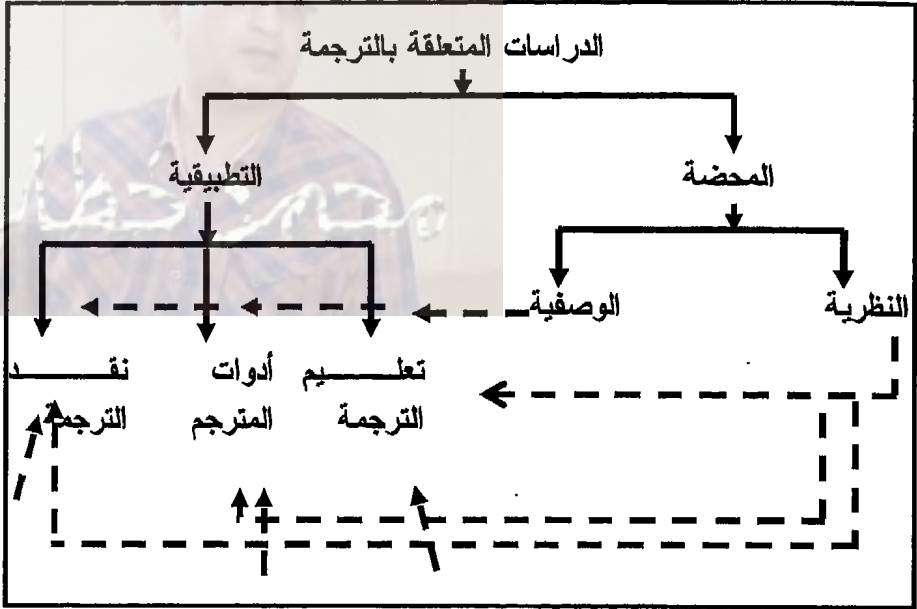 الدراسات المتعلقة بالترجمة
المحضة
التطبيقية
النظرية
الوصفية
تعليم الترجمة
أدوات المترجم
نقد الترجمة